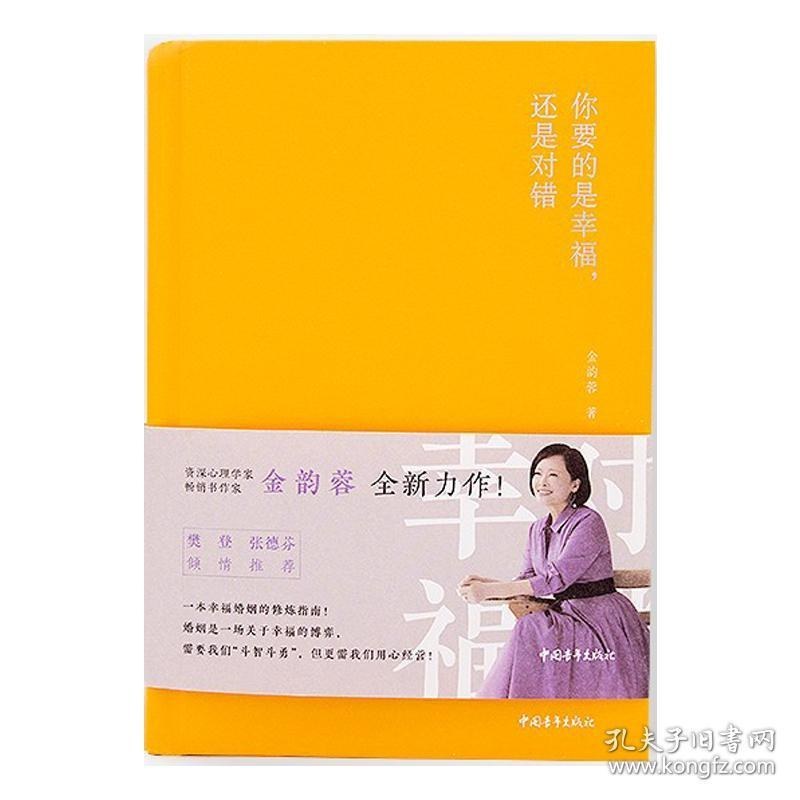 你要的是幸福，
还是对错
金韵蓉 著
资深心理学家
畅销书作家
金韵蓉 全新力作！
樊 登 张德芬
倾 情 推 荐
一本幸福婚姻的修炼指南！
婚姻是一场关于幸福的博弈，
需要我们“斗智斗勇”，但更需我们用心经营！
幸福
对
中国青年出版社
中国青年出版社
孔夫子旧书网
www.kongfz.com